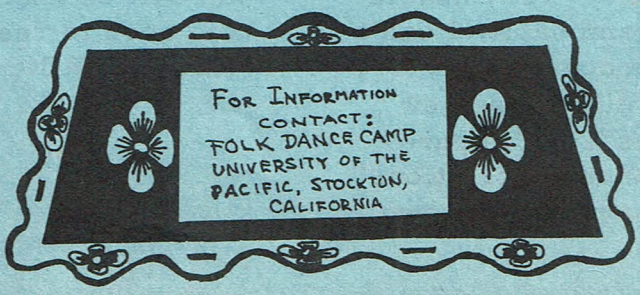 FOR INFORMATION
CONTACT:
FOLK DANCE CAMP
UNIVERSITY OF THE
PACIFIC, STOCKTON,
CALIFORNIA